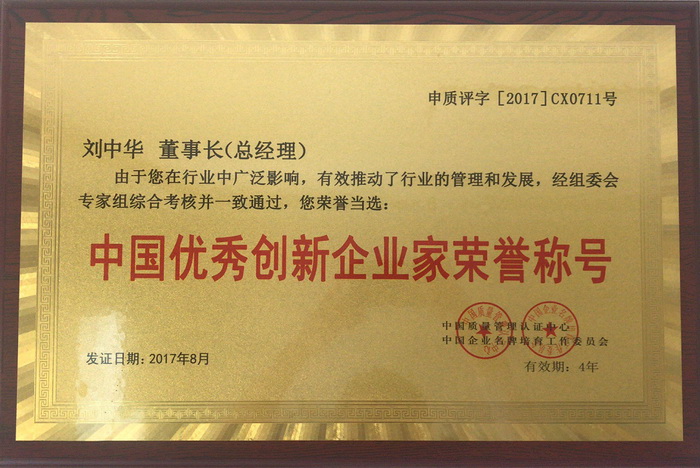 申质评字［2017］CX0711号
刘中华 董事长(总经理)
由于您在行业中广泛影响，有效推动了行业的管理和发展，经组委会
专家组综合考核并一致通过，您荣誉当选：
中国优秀创新企业家荣誉称号
中国质量管理认证中心
中国企业名牌培育工作委员会
发证日期：2017年8月
有效期：4年